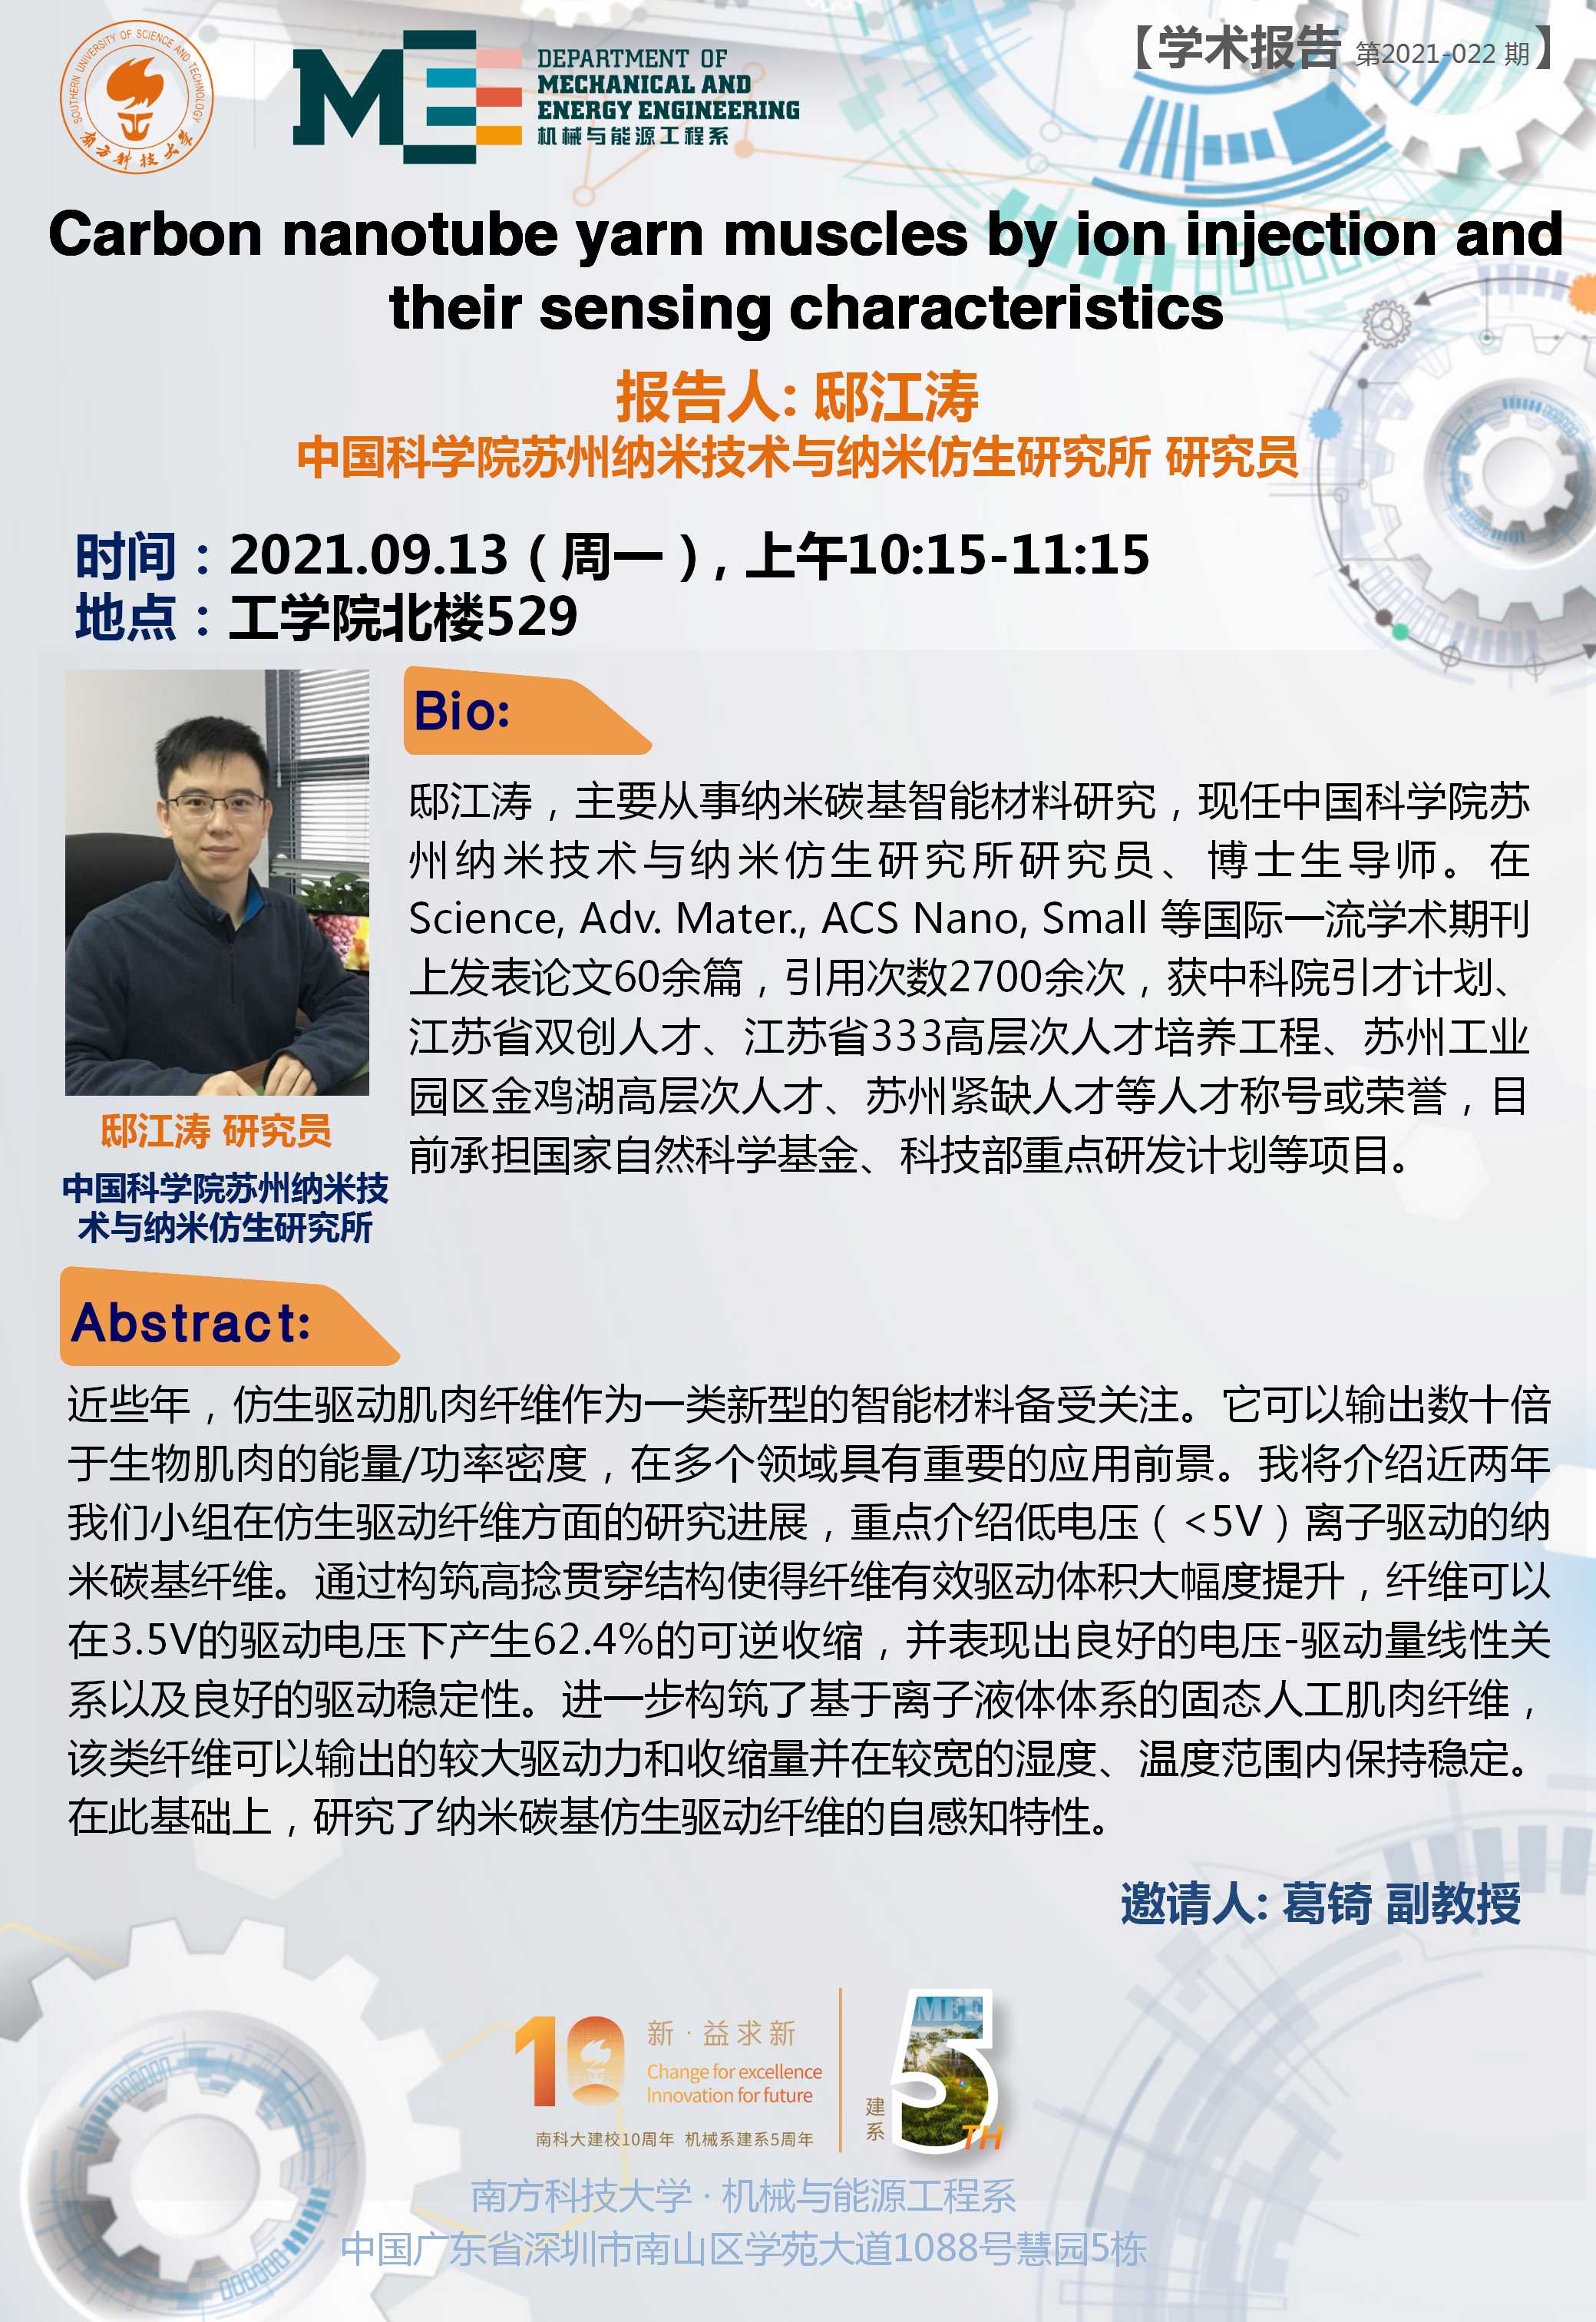 SOUTHERN UNIVERSITY OF SCIENCE AND TECHNOLOGY
南方科技大学
MEE
DEPARTMENT OF
MECHANICAL AND
ENERGY ENGINEERING
机械与能源工程系
【学术报告 第2021-022 期】
Carbon nanotube yarn muscles by ion injection and
their sensing characteristics
报告人: 邸江涛
中国科学院苏州纳米技术与纳米仿生研究所 研究员
时间：2021.09.13（周一）, 上午10:15-11:15
地点：工学院北楼529
Bio:
邸江涛，主要从事纳米碳基智能材料研究，现任中国科学院苏
州纳米技术与纳米仿生研究所研究员、博士生导师。在
Science, Adv. Mater., ACS Nano, Small 等国际一流学术期刊
上发表论文60余篇，引用次数2700余次，获中科院引才计划、
江苏省双创人才、江苏省333高层次人才培养工程、苏州工业
园区金鸡湖高层次人才、苏州紧缺人才等人才称号或荣誉，目
前承担国家自然科学基金、科技部重点研发计划等项目。
邸江涛 研究员
中国科学院苏州纳米技
术与纳米仿生研究所
Abstract:
近些年，仿生驱动肌肉纤维作为一类新型的智能材料备受关注。它可以输出数十倍
于生物肌肉的能量/功率密度，在多个领域具有重要的应用前景。我将介绍近两年
我们小组在仿生驱动纤维方面的研究进展，重点介绍低电压（<5V）离子驱动的纳
米碳基纤维。通过构筑高捻贯穿结构使得纤维有效驱动体积大幅度提升，纤维可以
在3.5V的驱动电压下产生62.4%的可逆收缩，并表现出良好的电压-驱动量线性关
系以及良好的驱动稳定性。进一步构筑了基于离子液体体系的固态人工肌肉纤维，
该类纤维可以输出的较大驱动力和收缩量并在较宽的湿度、温度范围内保持稳定。
在此基础上，研究了纳米碳基仿生驱动纤维的自感知特性。
邀请人: 葛锜 副教授
10
新·益求新
Change for excellence
Innovation for future
南科大建校10周年 机械系建系5周年
建系
MEE
5TH
南方科技大学·机械与能源工程系
中国广东省深圳市南山区学苑大道1088号慧园5栋